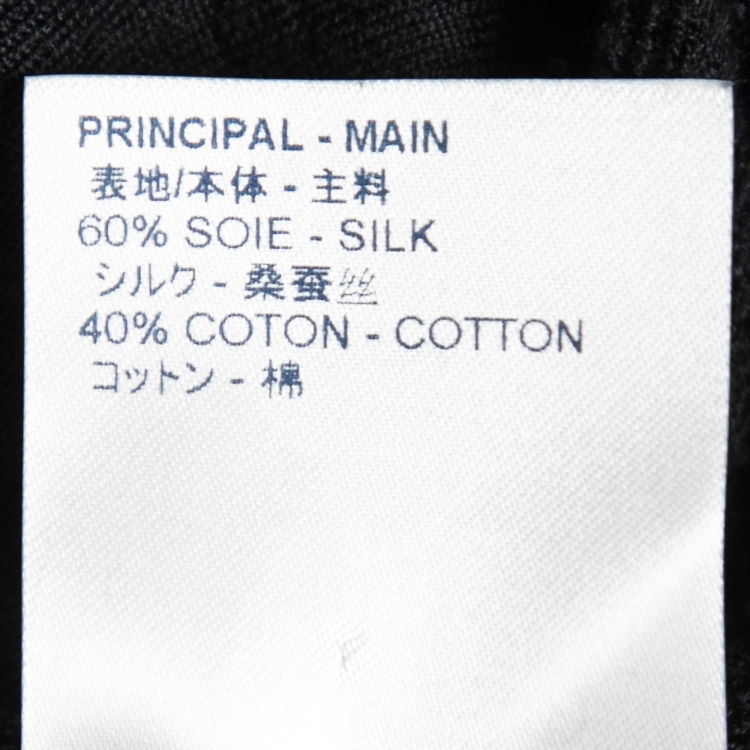 PRINCIPAL - MAIN
表地/本体 - 主料
60% SOIE - SILK
シルク - 桑蚕丝
40% COTON - COTTON
コットン - 棉